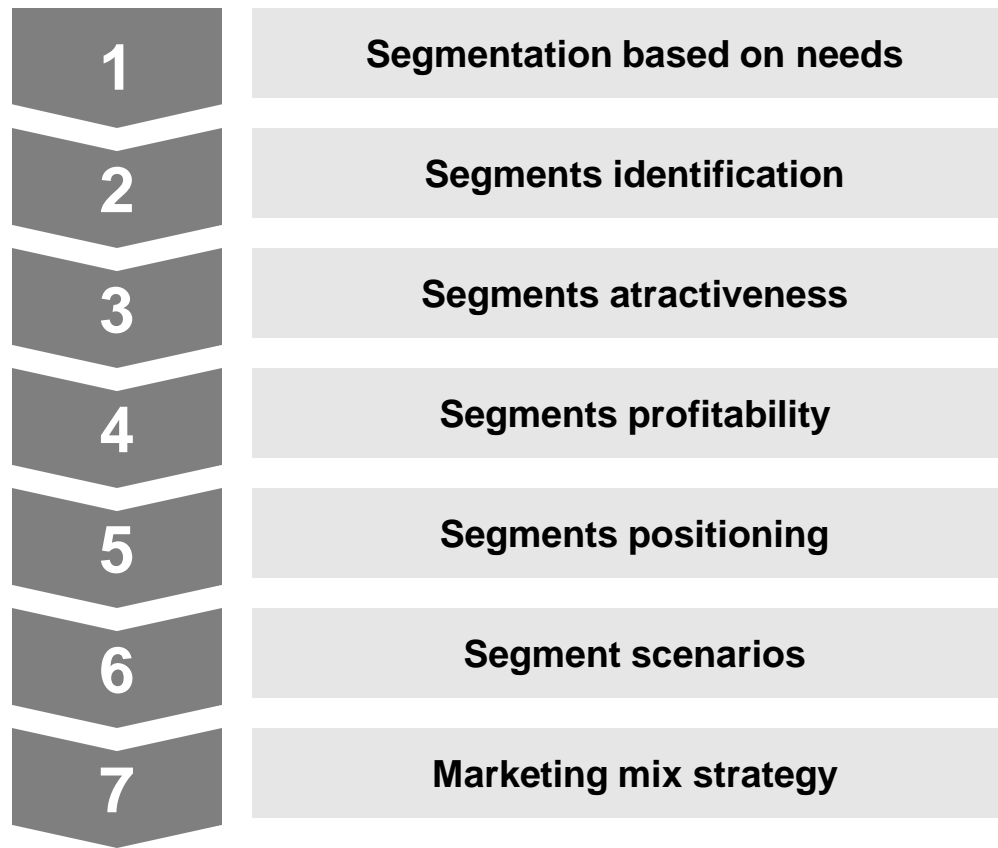 1
Segmentation based on needs
2
Segments identification
3
Segments atractiveness
4
Segments profitability
5
Segments positioning
6
Segment scenarios
7
Marketing mix strategy